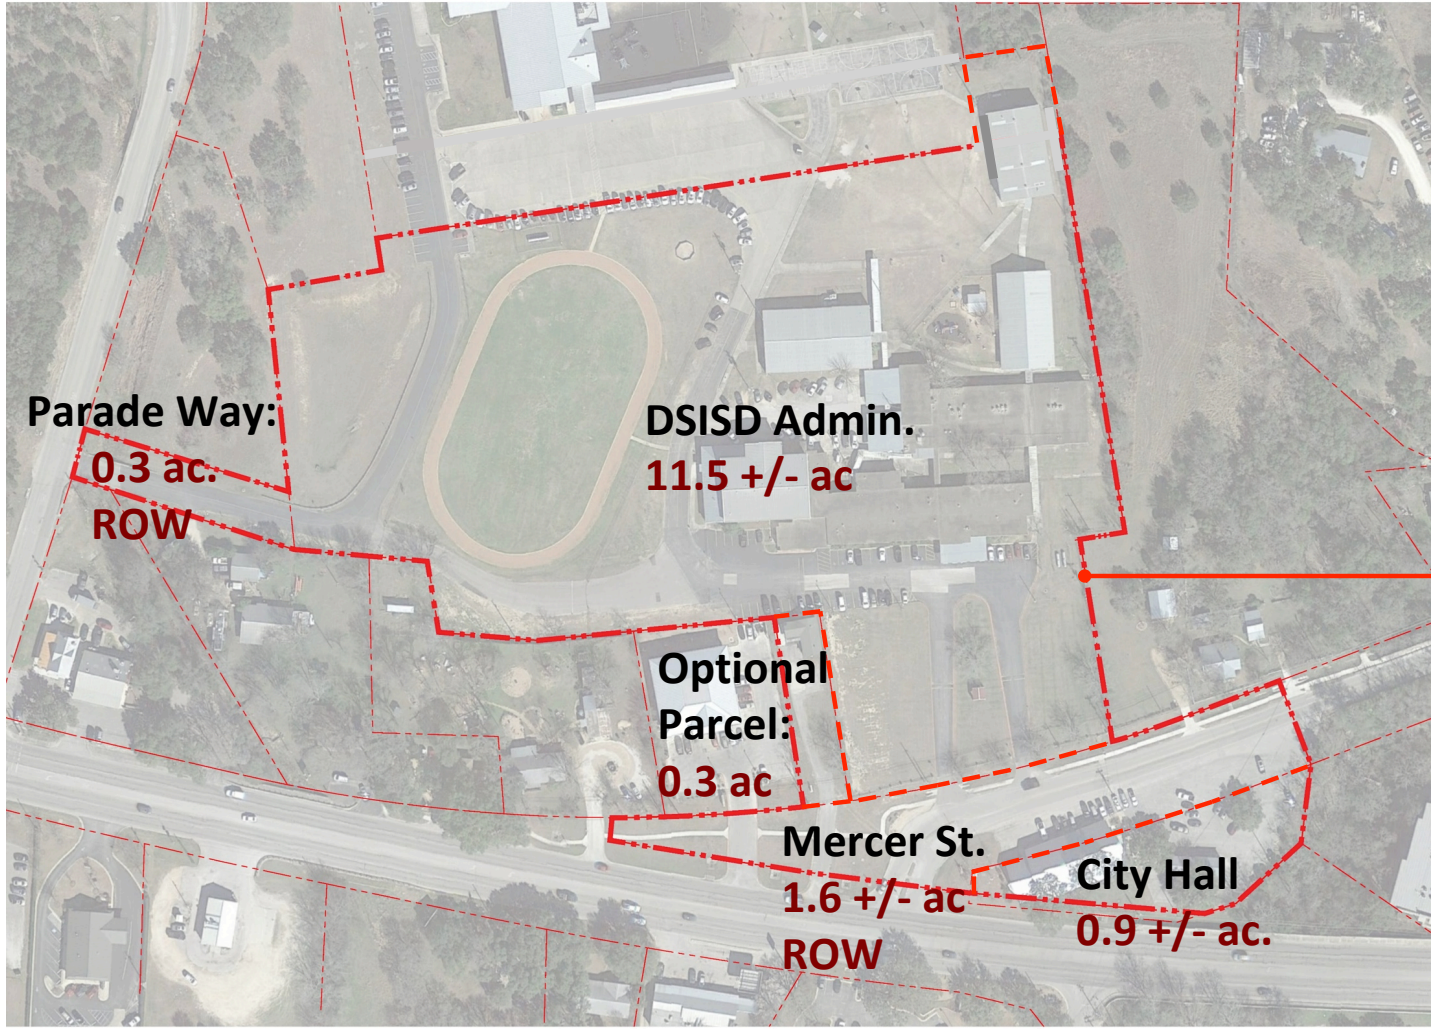 Parade Way:
0.3 ac.
ROW
DSISD Admin.
11.5 +/- ac
Optional
Parcel:
0.3 ac
Mercer St.
1.6 +/- ac
ROW
City Hall
0.9 +/- ac.